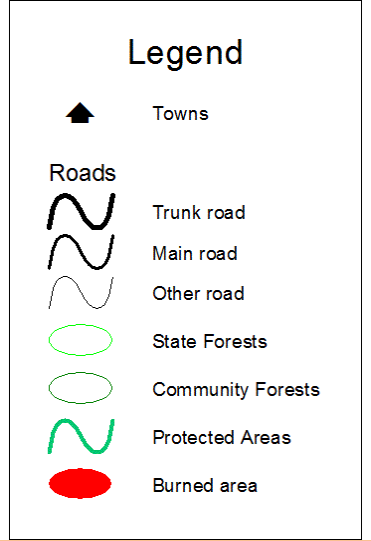 Legend
Towns
Roads
Trunk road
Main road
Other road
State Forests
Community Forests
Protected Areas
Burned area